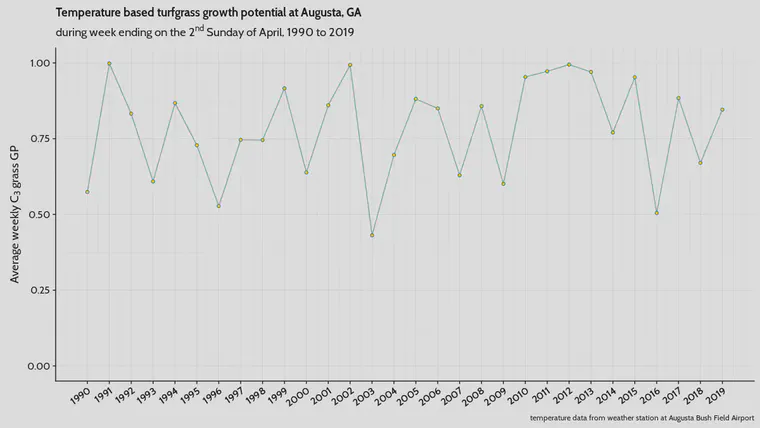 Temperature based turfgrass growth potential at Augusta, GA
during week ending on the 2nd Sunday of April, 1990 to 2019
1.00
0.75
0.50
0.25
0.00
Average weekly C3 grass GP
1990 1991 1992 1993 1994 1995 1996 1997 1998 1999 2000 2001 2002 2003 2004 2005 2006 2007 2008 2009 2010 2011 2012 2013 2014 2015 2016 2017 2018 2019
temperature data from weather station at Augusta Bush Field Airport